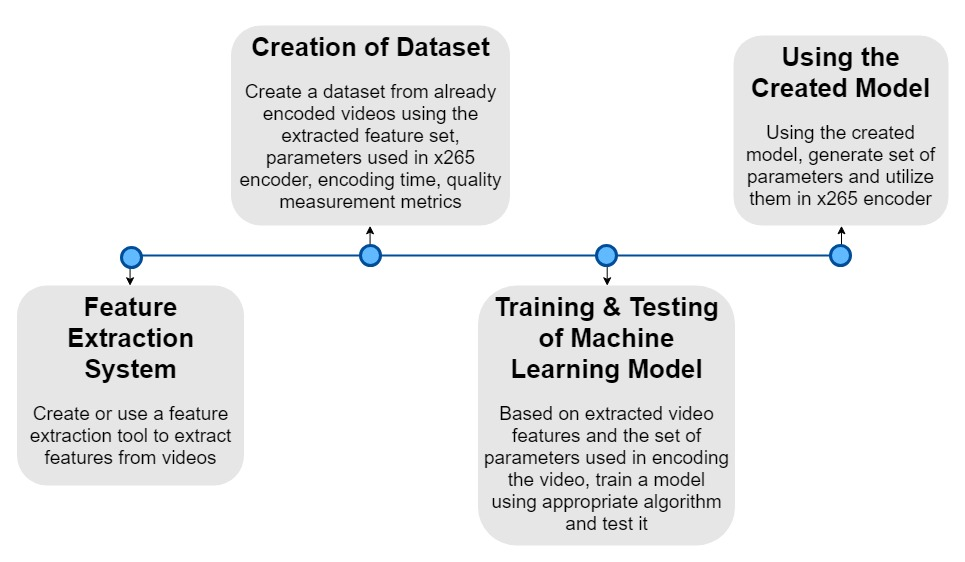 Feature
Extraction
System
Create or use a feature
extraction tool to extract
features from videos
Creation of Dataset
Create a dataset from already
encoded videos using the
extracted feature set,
parameters used in x265
encoder, encoding time, quality
measurement metrics
Training & Testing
of Machine
Learning Model
Based on extracted video
features and the set of
parameters used in encoding
the video, train a model
using appropriate algorithm
and test it
Using the
Created Model
Using the created
model, generate set of
parameters and utilize
them in x265 encoder